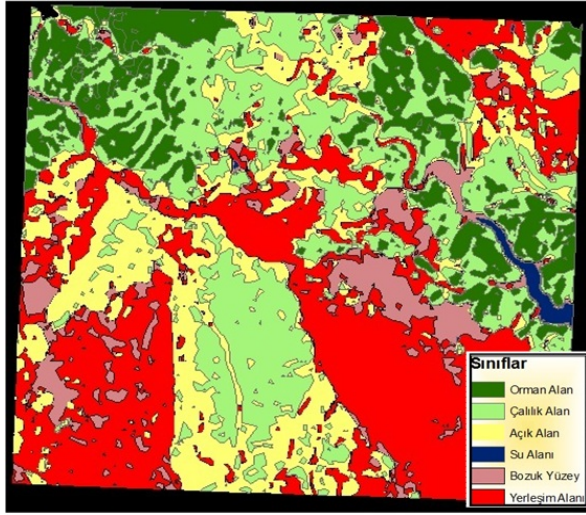 Sınıflar
Orman Alan
Çalılık Alan
Açık Alan
Su Alanı
Bozuk Yüzey
Yerleşim Alanı